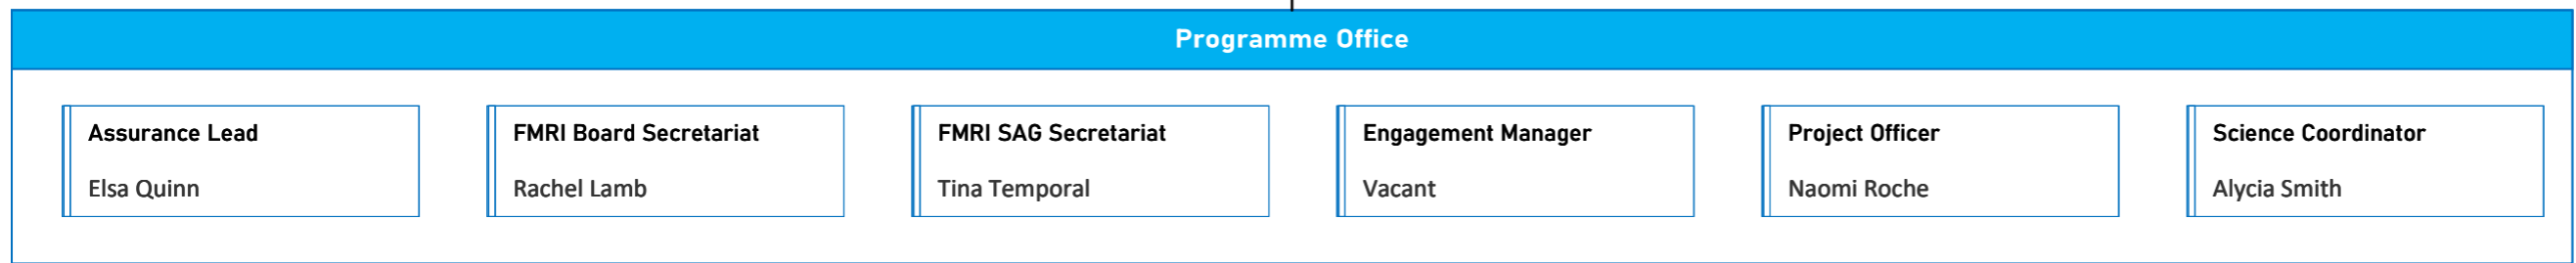 Programme Office
Assurance Lead
Elsa Quinn
FMRI Board Secretariat
Rachel Lamb
FMRI SAG Secretariat
Tina Temporal
Engagement Manager
Vacant
Project Officer
Naomi Roche
Science Coordinator
Alycia Smith